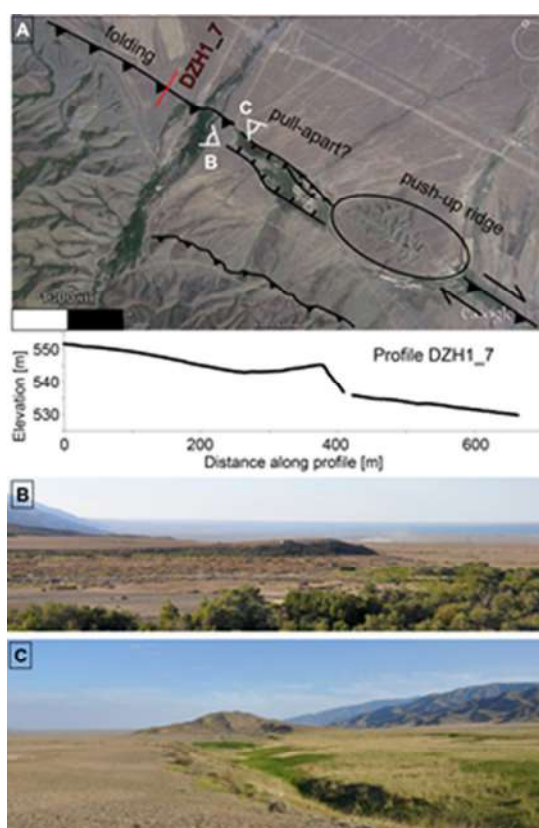 A
folding
DZH1_7
C
pull-apart?
B
push-up ridge
Google
Profile DZH1_7
Elevation [m]
550
540
530
0
200
400
600
Distance along profile [m]
B
C